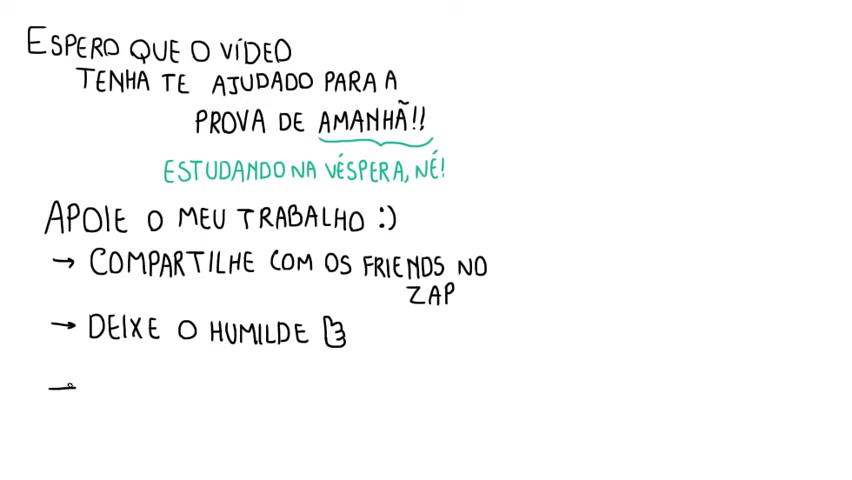 ESPERO QUE O VÍDEO
TENHA TE AJUDADO PARA A
PROVA DE AMANHÃ!!
ESTUDANDO NA VÉSPERA, NÉ!
APOIE O MEU TRABALHO :)
→ COMPARTILHE COM OS FRIENDS NO
ZAP
→ DEIXE O HUMILDE